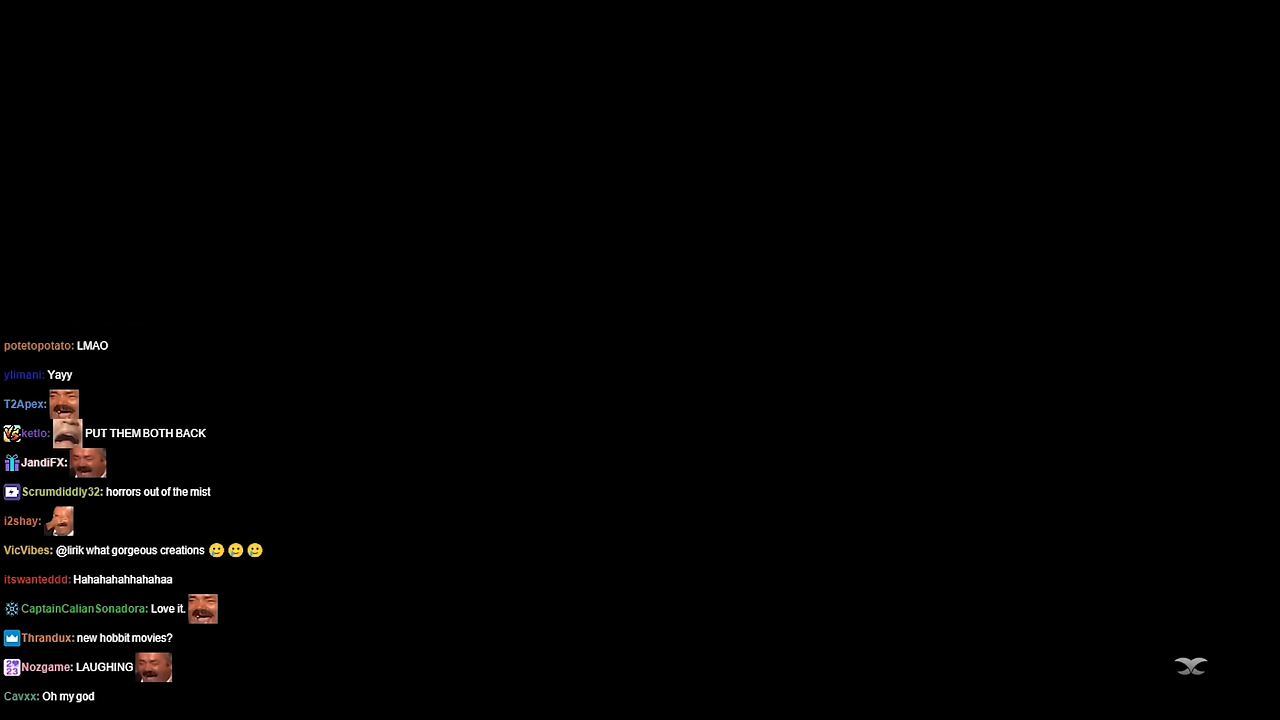 potetopotato: LMAO
ylimani: Yayy
T2Apex:
ketlo: PUT THEM BOTH BACK
JandiFX:
Scrumdiddly32: horrors out of the mist
i2shay:
VicVibes: @lirik what gorgeous creations 🥲 🥲 🥲
itswanteddd: Hahahahahhahahaa
CaptainCalianSonadora: Love it.
Thrandux: new hobbit movies?
2023 Nozgame: LAUGHING
Cavxx: Oh my god